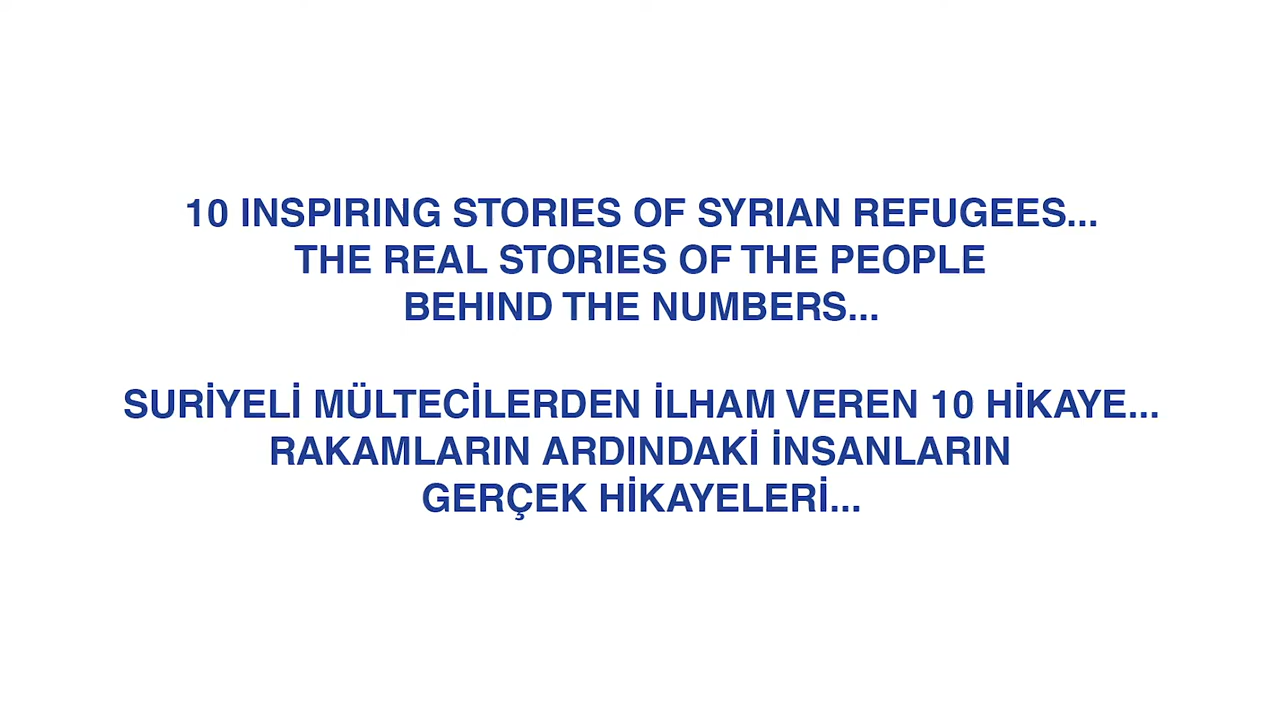 10 INSPIRING STORIES OF SYRIAN REFUGEES...
THE REAL STORIES OF THE PEOPLE
BEHIND THE NUMBERS...
SURİYELİ MÜLTECİLERDEN İLHAM VEREN 10 HİKAYE...
RAKAMLARIN ARDINDAKİ İNSANLARIN
GERÇEK HİKAYELERİ...